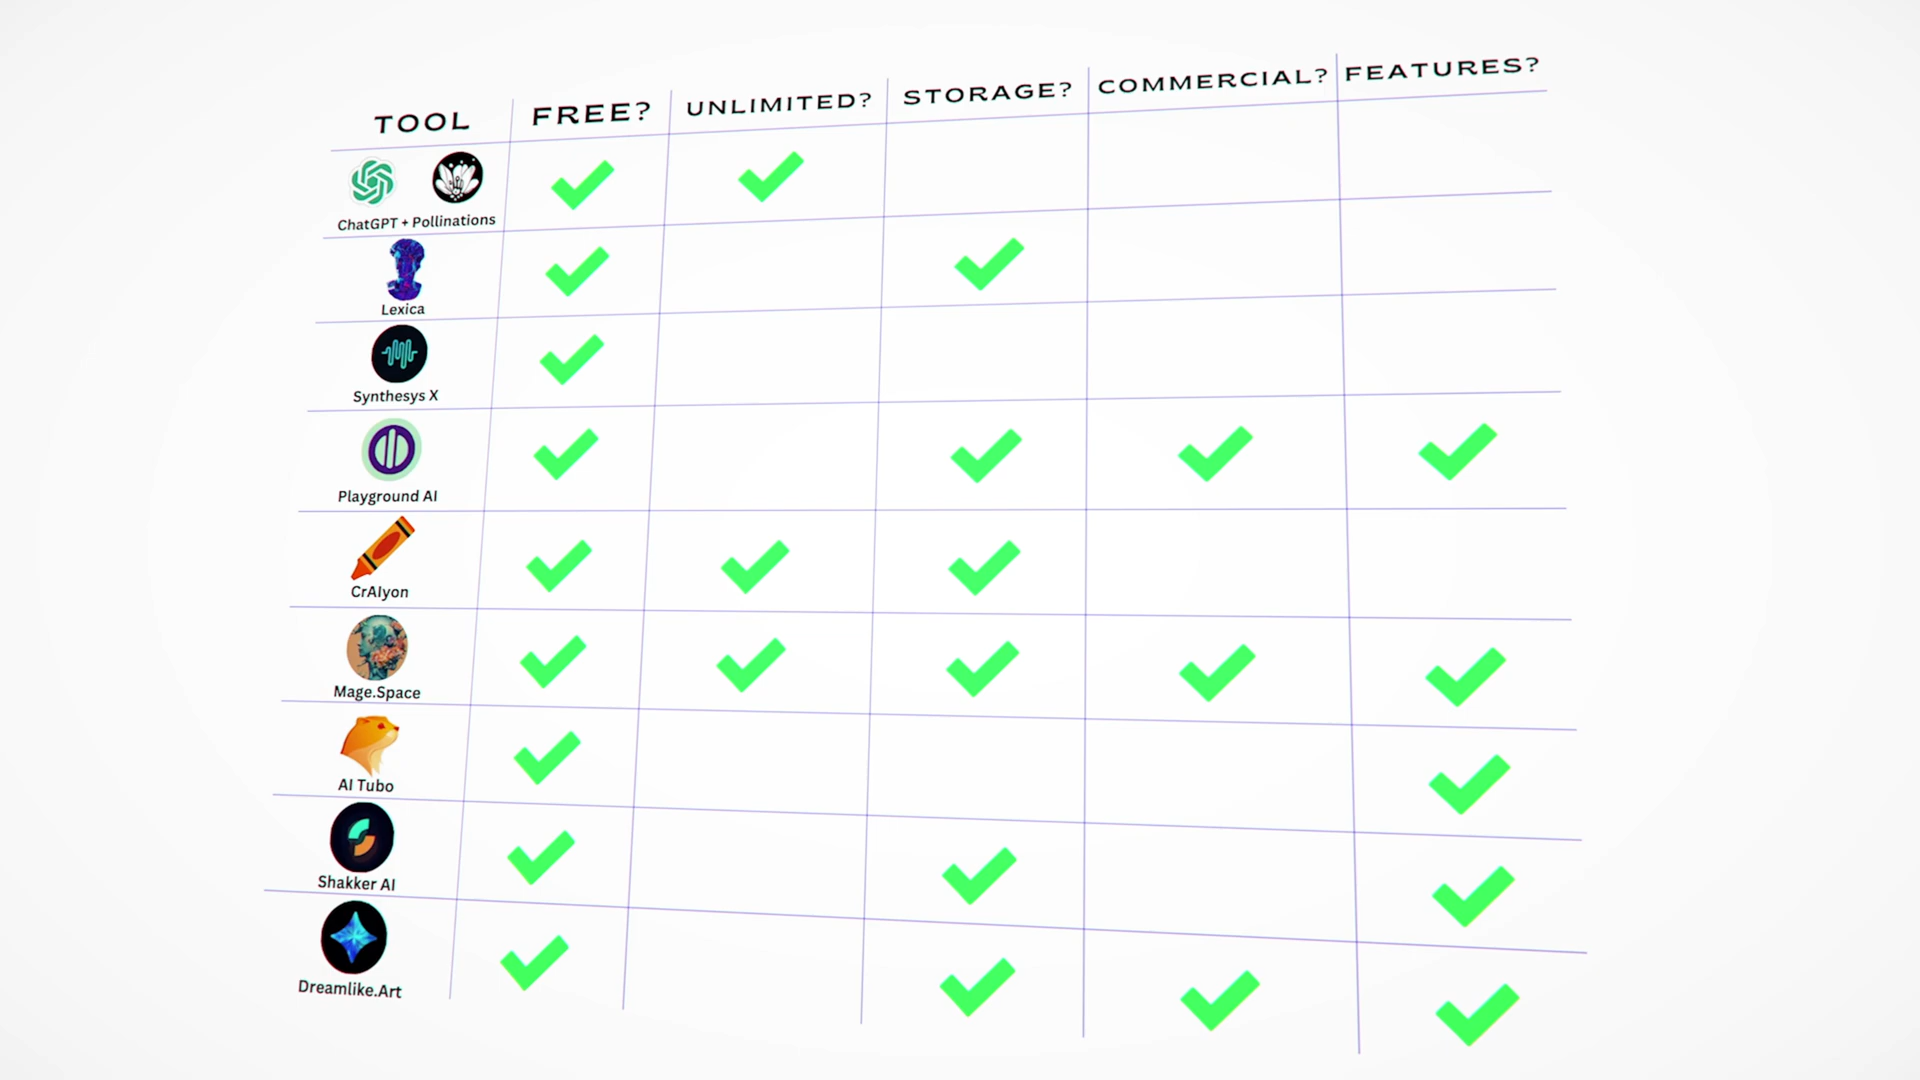 TOOL FREE? UNLIMITED? STORAGE? COMMERCIAL? FEATURES?
ChatGPT + Pollinations
Lexica
Synthesys X
Playground AI
CrAIyon
Mage.Space
AI Tubo
Shakker AI
Dreamlike.Art